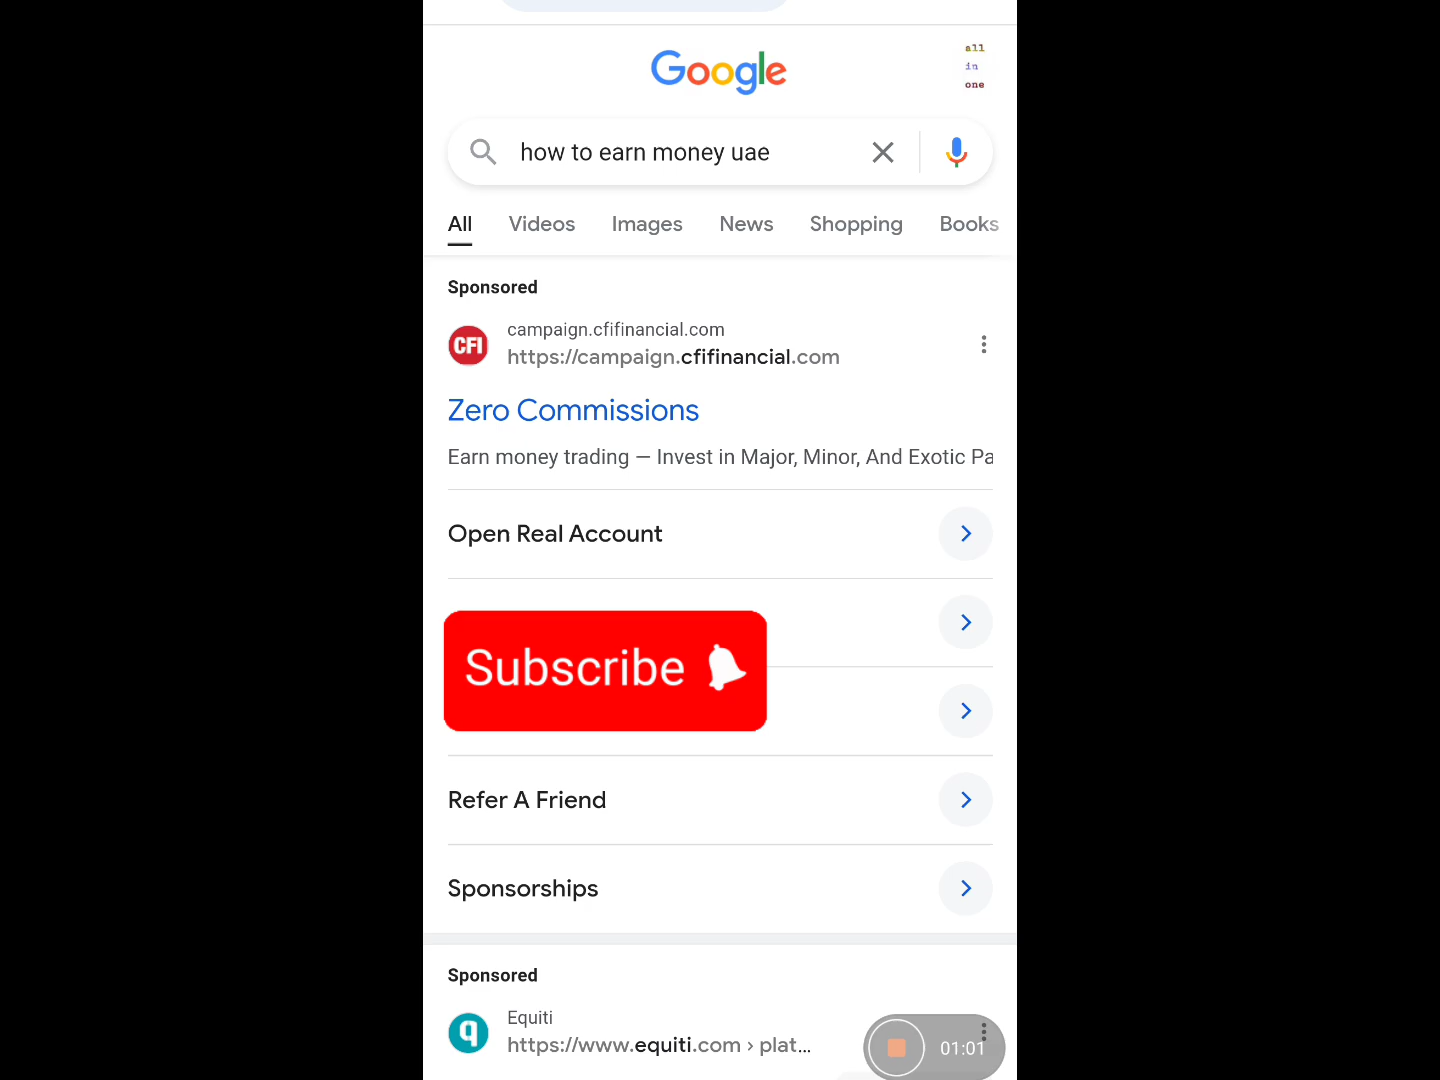 Google
all
in
one
how to earn money uae
All Videos Images News Shopping Books
Sponsored
CFI
campaign.cfifinancial.com
https://campaign.cfifinancial.com
Zero Commissions
Earn money trading — Invest in Major, Minor, And Exotic Pa
Open Real Account
Subscribe
Refer A Friend
Sponsorships
Sponsored
Equiti
https://www.equiti.com › plat...
01:01